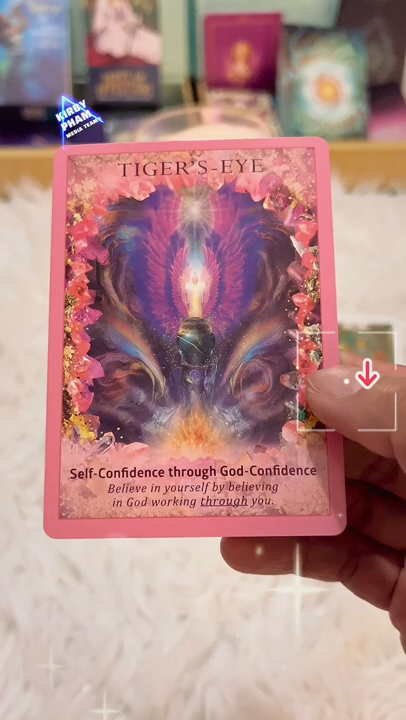 KIRBY
PHAM
MEDIA TEAM
TIGER'S-EYE
Self-Confidence through God-Confidence
Believe in yourself by believing
in God working through you.